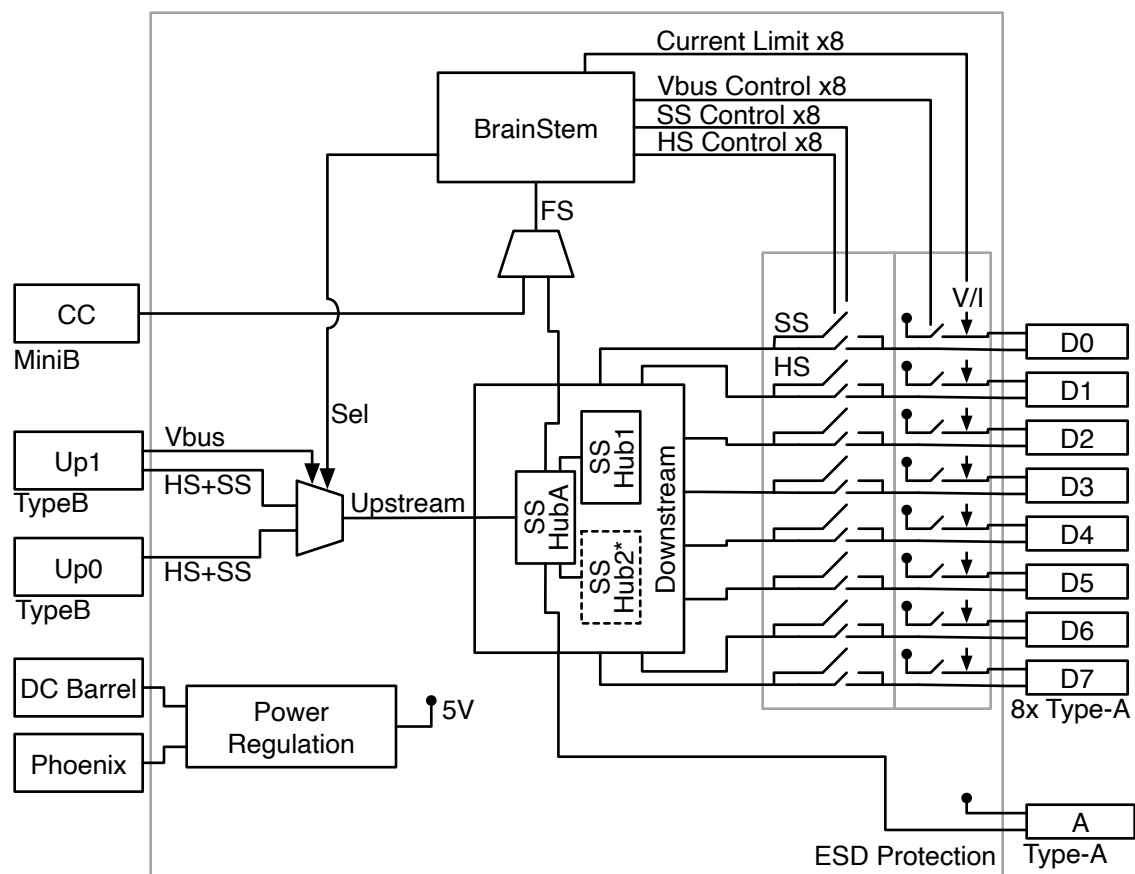 Current Limit x8
Vbus Control x8
SS Control x8
HS Control x8
BrainStem
FS
V/I
CC
MiniB
SS
HS
D0
D1
D2
D3
D4
D5
D6
D7
8x Type-A
Sel
Vbus
Up1
TypeB
HS+SS
Upstream
Up0
TypeB
HS+SS
SS
HubA
SS
Hub1
SS
Hub2*
Downstream
DC Barrel
Phoenix
Power
Regulation
5V
A
Type-A
ESD Protection